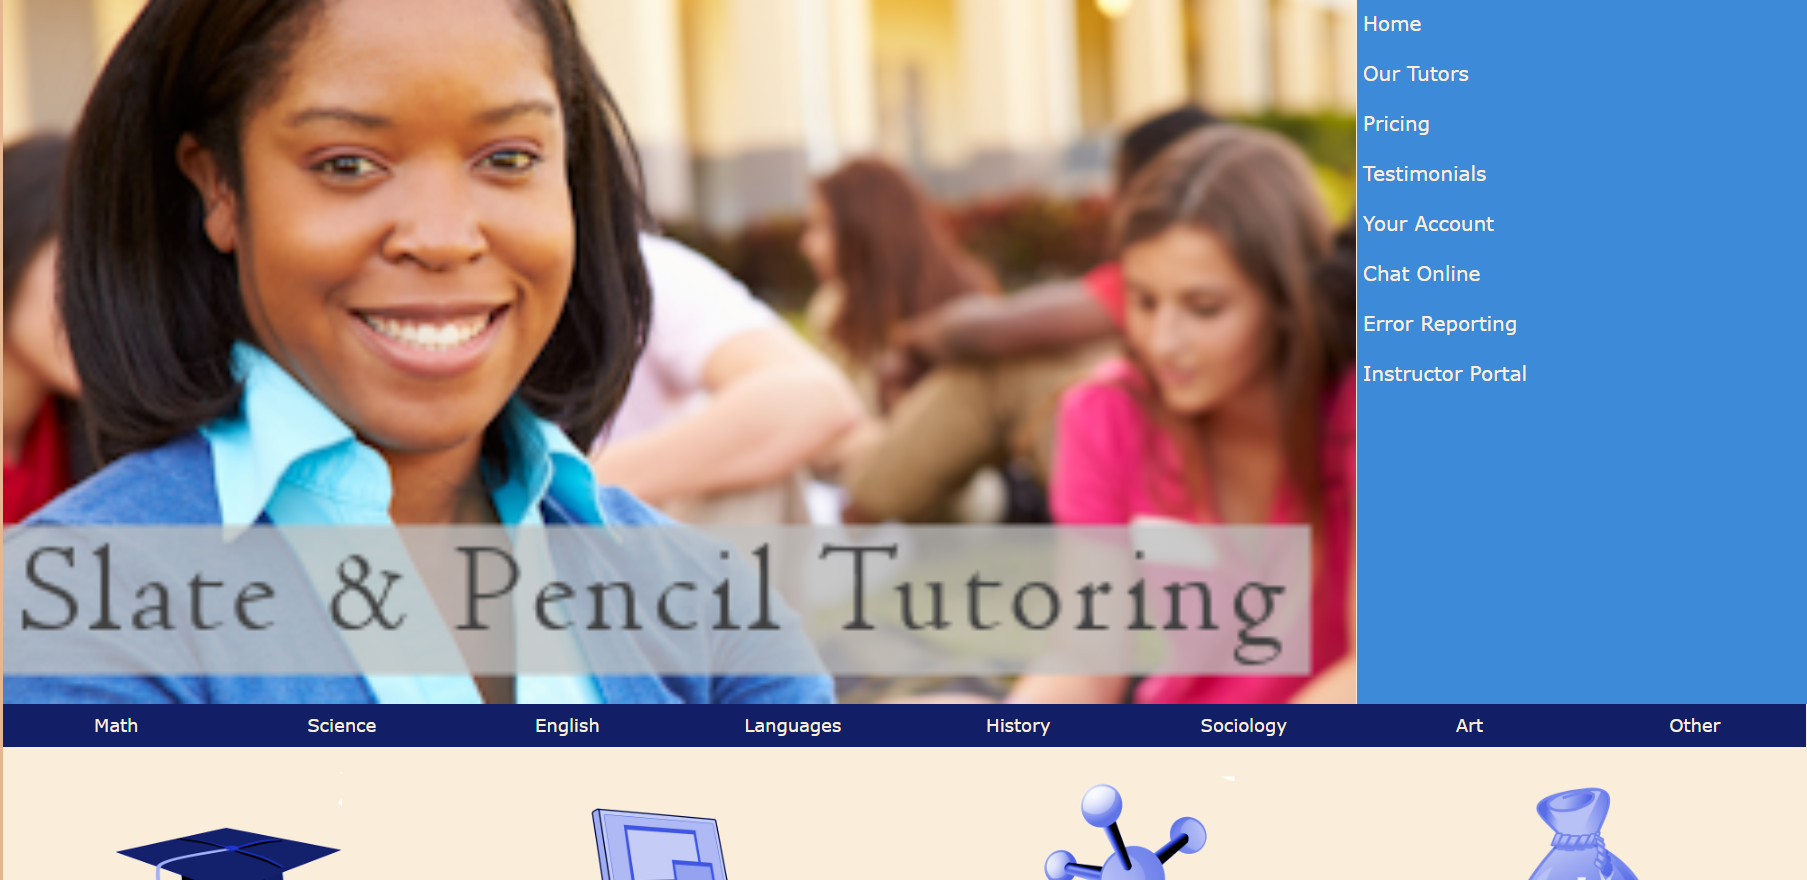 Home
Our Tutors
Pricing
Testimonials
Your Account
Chat Online
Error Reporting
Instructor Portal
Slate & Pencil Tutoring
Math Science English Languages History Sociology Art Other